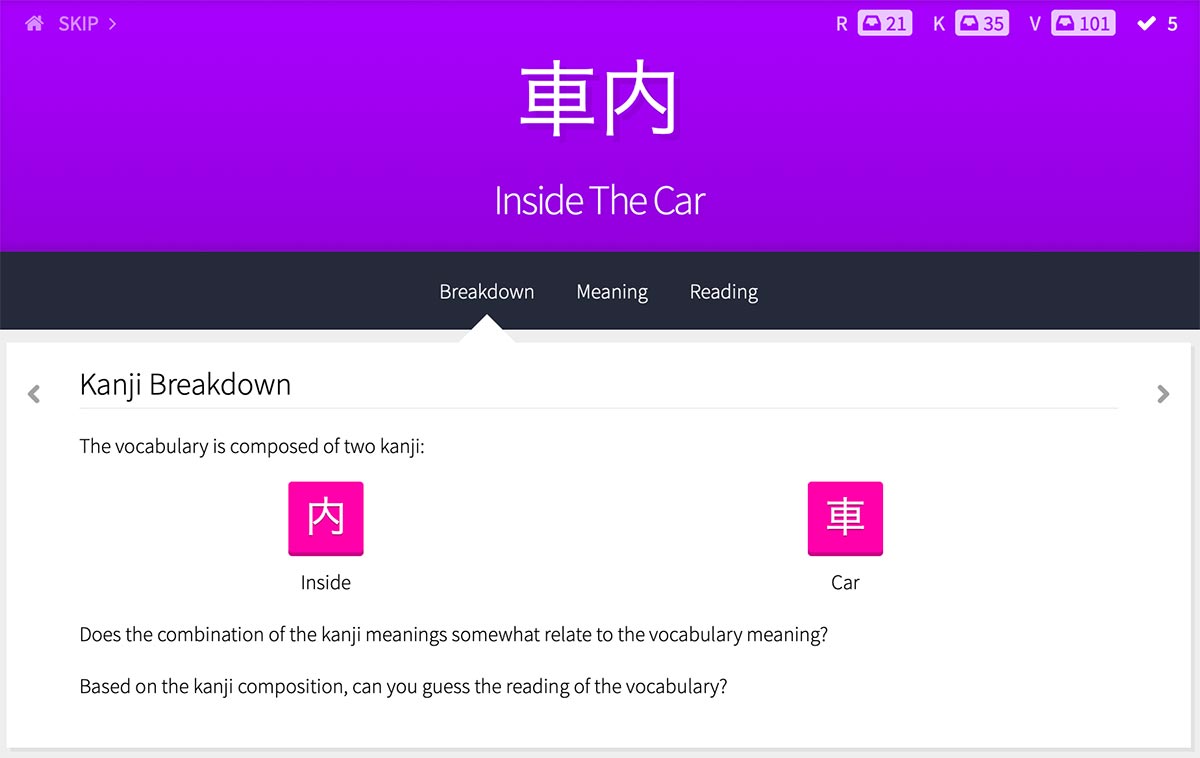 SKIP R 21 K 35 V 101 5
車内
Inside The Car
Breakdown Meaning Reading
Kanji Breakdown
The vocabulary is composed of two kanji:
内 車
Inside Car
Does the combination of the kanji meanings somewhat relate to the vocabulary meaning?
Based on the kanji composition, can you guess the reading of the vocabulary?